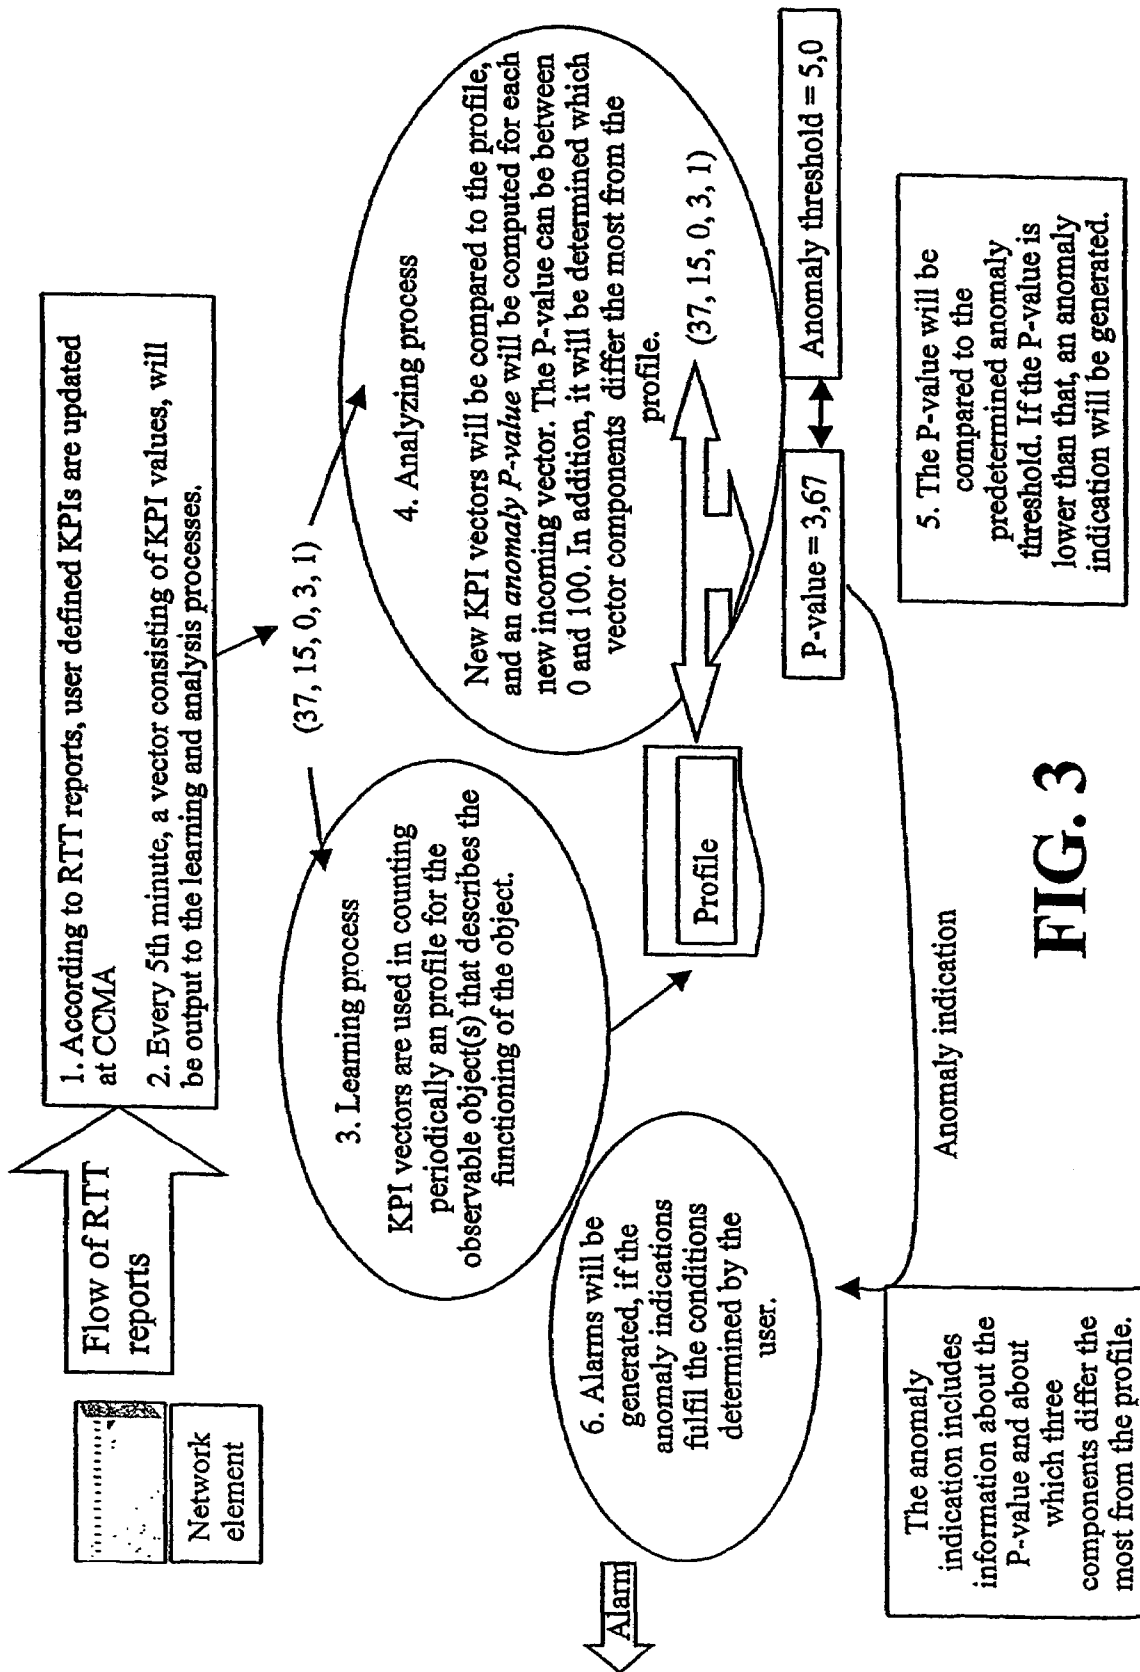 Network
element
Flow of RTT
reports
1. According to RTT reports, user defined KPIs are updated
at CCMA
2. Every 5th minute, a vector consisting of KPI values, will
be output to the learning and analysis processes.
(37, 15, 0, 3, 1)
3. Learning process
KPI vectors are used in counting
periodically an profile for the
observable object(s) that describes the
functioning of the object.
4. Analyzing process
New KPI vectors will be compared to the profile,
and an anomaly P-value will be computed for each
new incoming vector. The P-value can be between
0 and 100. In addition, it will be determined which
vector components differ the most from the
profile.
(37, 15, 0, 3, 1)
Profile
P-value = 3,67
Anomaly threshold = 5,0
5. The P-value will be
compared to the
predetermined anomaly
threshold. If the P-value is
lower than that, an anomaly
indication will be generated.
6. Alarms will be
generated, if the
anomaly indications
fulfil the conditions
determined by the
user.
Alarm
Anomaly indication
The anomaly
indication includes
information about the
P-value and about
which three
components differ the
most from the profile.
FIG. 3